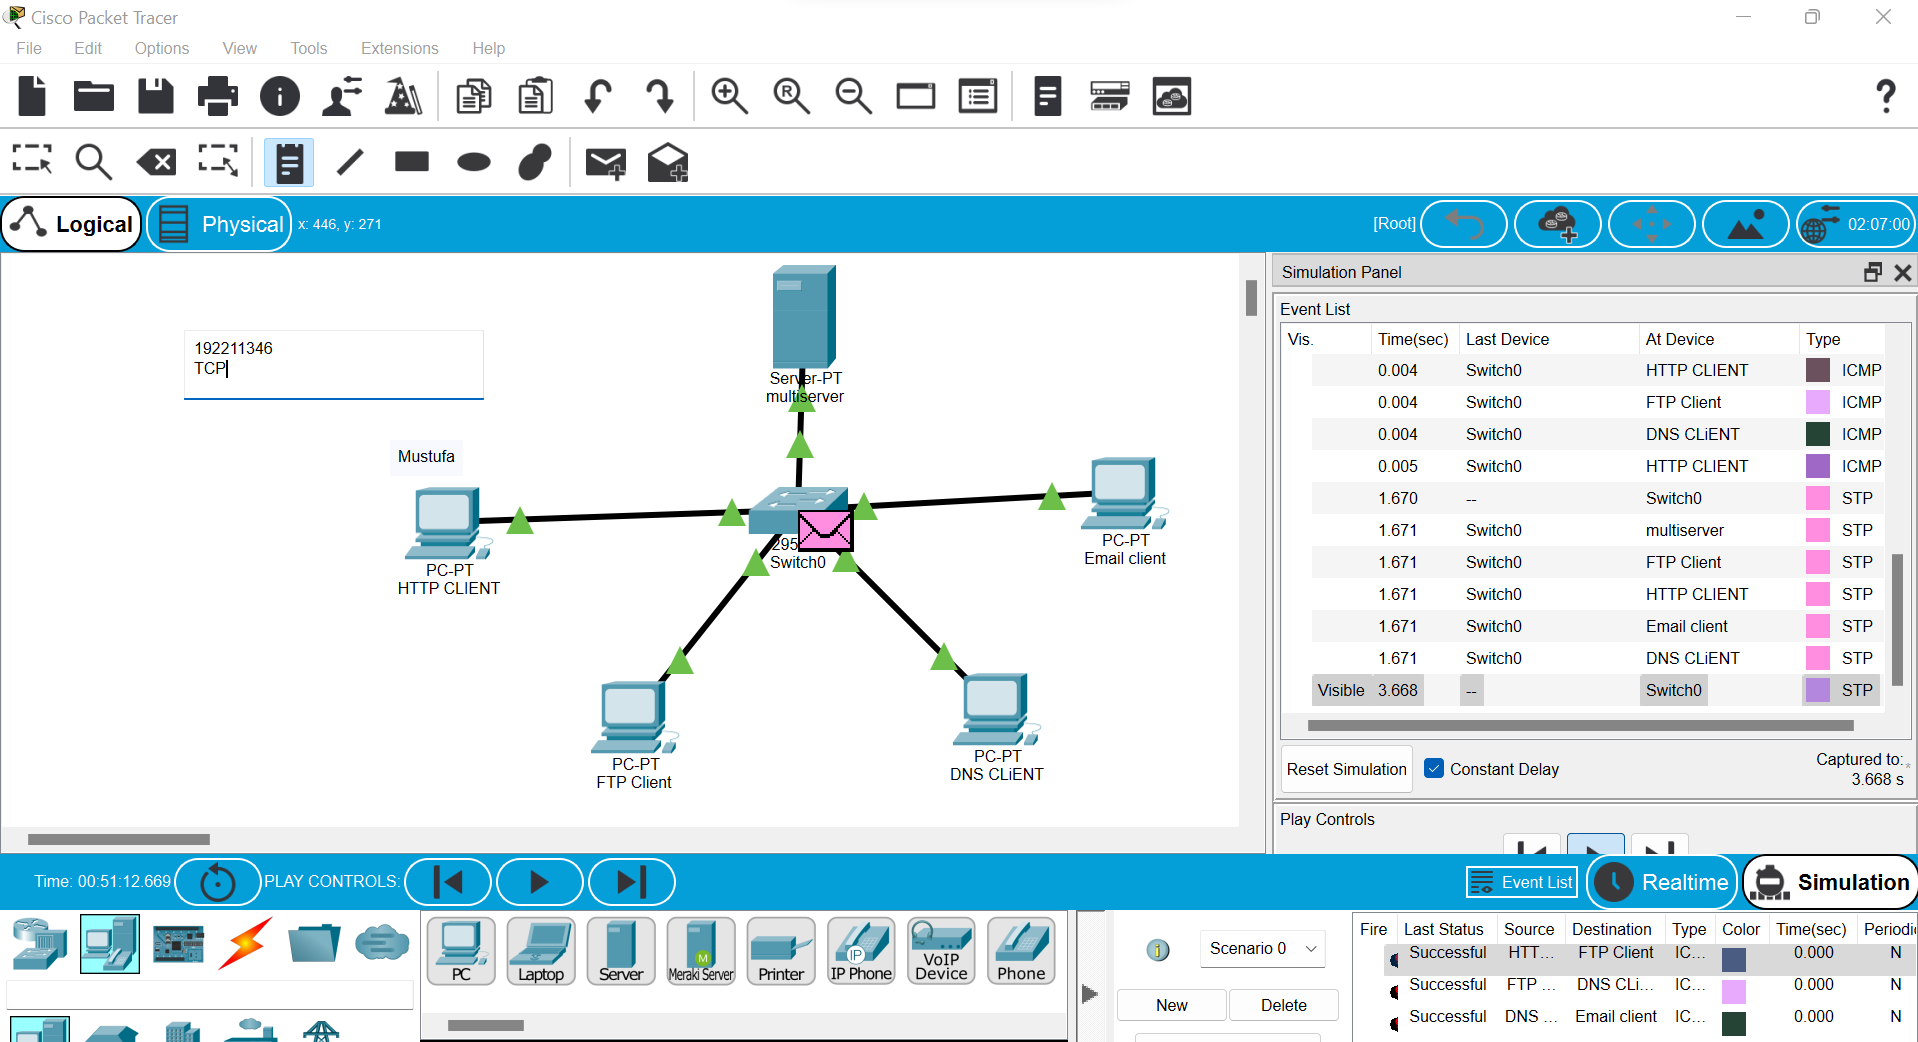 Cisco Packet Tracer
File Edit Options View Tools Extensions Help
Logical Physical x: 446, y: 271 [Root] 02:07:00
192211346
TCP
Mustufa
Server-PT
multiserver
PC-PT
HTTP CLIENT
295
Switch0
PC-PT
Email client
PC-PT
FTP Client
PC-PT
DNS CLiENT
Simulation Panel
Event List
Vis. Time(sec) Last Device At Device Type
0.004 Switch0 HTTP CLIENT ICMP
0.004 Switch0 FTP Client ICMP
0.004 Switch0 DNS CLiENT ICMP
0.005 Switch0 HTTP CLIENT ICMP
1.670 -- Switch0 STP
1.671 Switch0 multiserver STP
1.671 Switch0 FTP Client STP
1.671 Switch0 HTTP CLIENT STP
1.671 Switch0 Email client STP
1.671 Switch0 DNS CLiENT STP
Visible 3.668 -- Switch0 STP
Reset Simulation Constant Delay Captured to:*
3.668 s
Play Controls
Time: 00:51:12.669 PLAY CONTROLS: Event List Realtime Simulation
PC Laptop Server Meraki Server Printer IP Phone VoIP Device Phone
Scenario 0
New Delete
Fire Last Status Source Destination Type Color Time(sec) Periodic
Successful HTT... FTP Client IC... 0.000 N
Successful FTP ... DNS CLi... IC... 0.000 N
Successful DNS ... Email client IC... 0.000 N